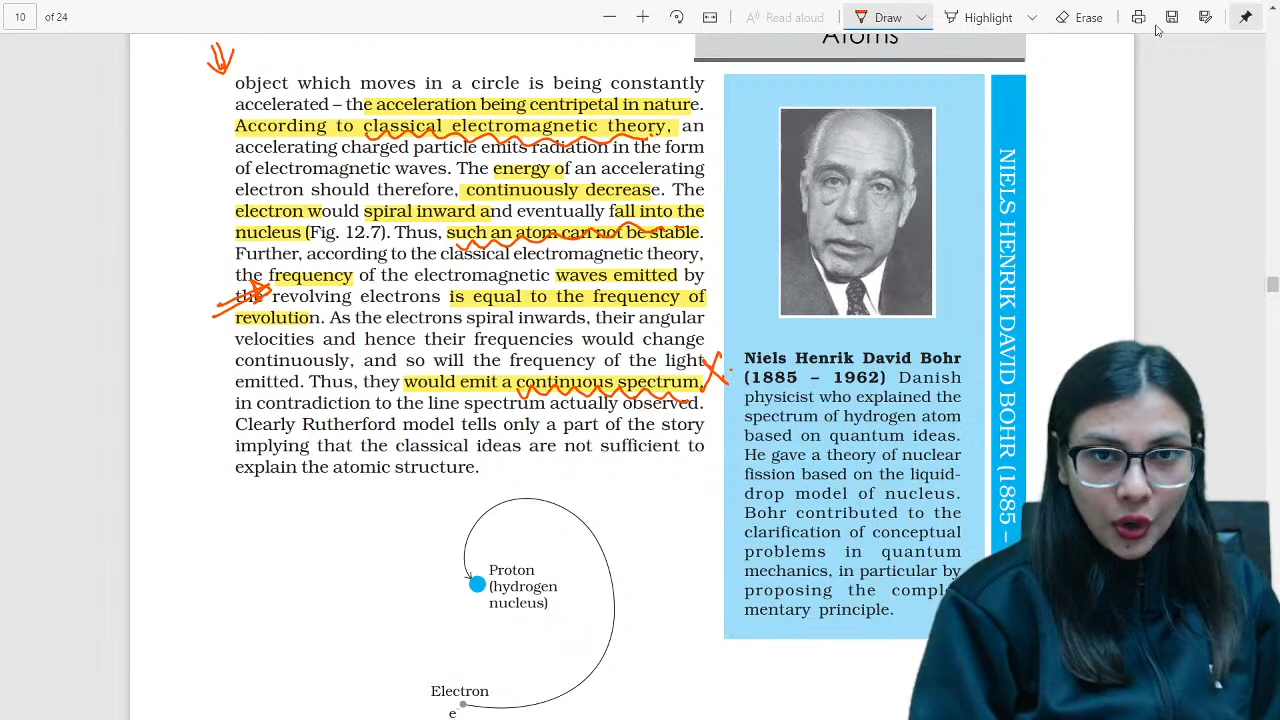 10 of 24
Read aloud
Draw
Highlight
Erase
Atoms
object which moves in a circle is being constantly
accelerated – the acceleration being centripetal in nature.
According to classical electromagnetic theory, an
accelerating charged particle emits radiation in the form
of electromagnetic waves. The energy of an accelerating
electron should therefore, continuously decrease. The
electron would spiral inward and eventually fall into the
nucleus (Fig. 12.7). Thus, such an atom can not be stable.
Further, according to the classical electromagnetic theory,
the frequency of the electromagnetic waves emitted by
the revolving electrons is equal to the frequency of
revolution. As the electrons spiral inwards, their angular
velocities and hence their frequencies would change
continuously, and so will the frequency of the light
emitted. Thus, they would emit a continuous spectrum,
in contradiction to the line spectrum actually observed.
Clearly Rutherford model tells only a part of the story
implying that the classical ideas are not sufficient to
explain the atomic structure.
Proton
(hydrogen
nucleus)
Electron
e
Niels Henrik David Bohr
(1885 – 1962) Danish
physicist who explained the
spectrum of hydrogen atom
based on quantum ideas.
He gave a theory of nuclear
fission based on the liquid-
drop model of nucleus.
Bohr contributed to the
clarification of conceptual
problems in quantum
mechanics, in particular by
proposing the comple-
mentary principle.
NIELS HENRIK DAVID BOHR (1885 –